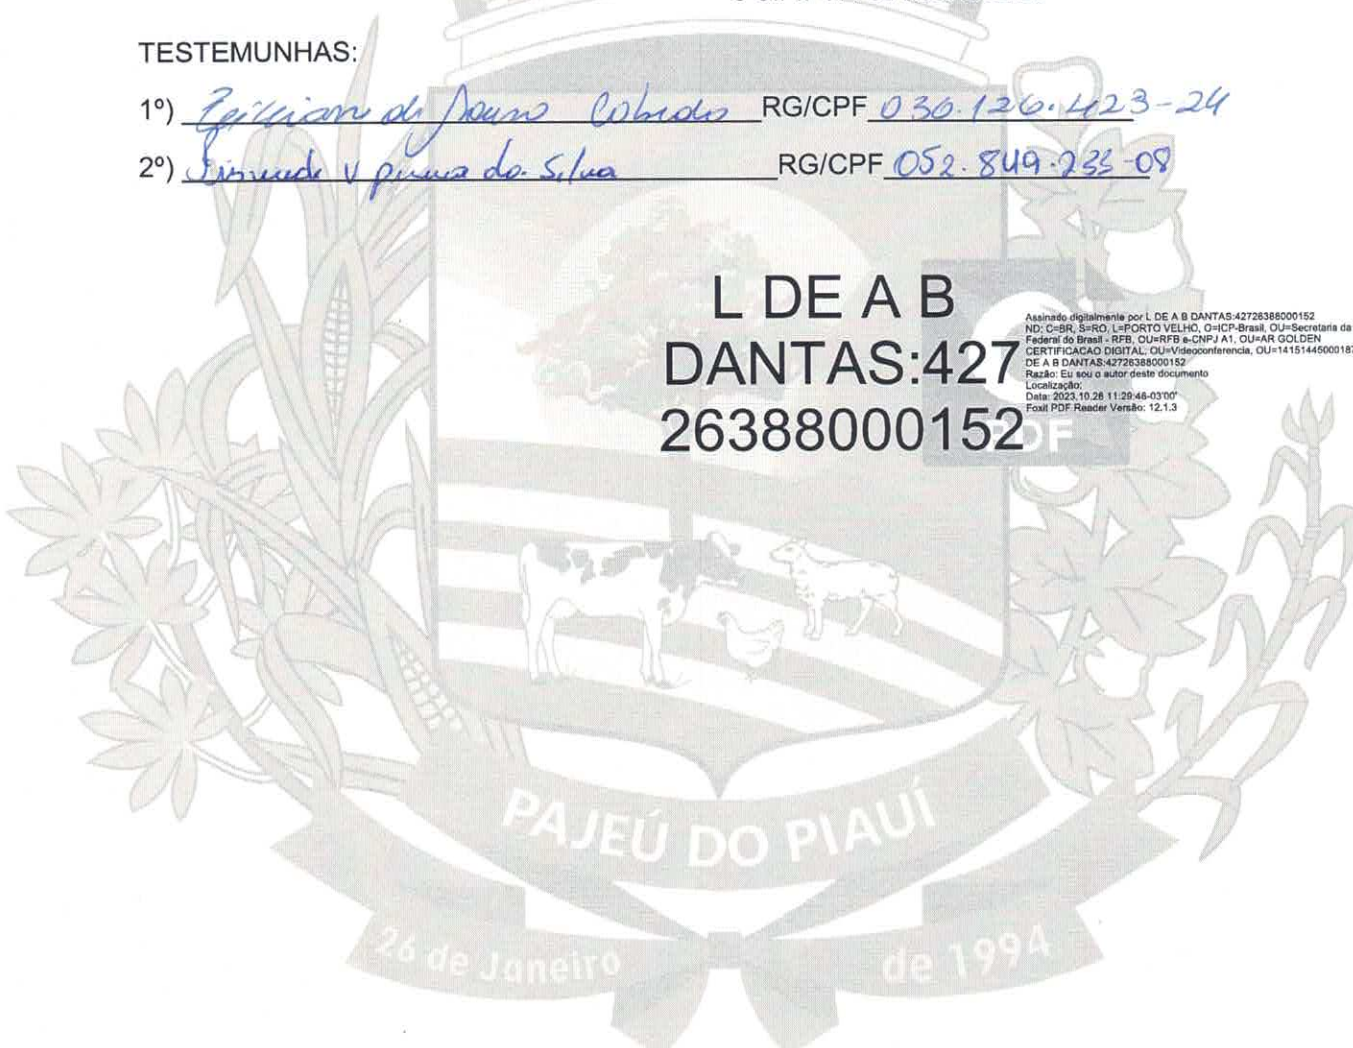 TESTEMUNHAS:
1º) de Souza RG/CPF 036.126.423-24
2º) V da Silva RG/CPF 052.849.233-08
L DE A B
DANTAS:427
26388000152
Assinado digitalmente por L DE A B DANTAS:42726388000152
ND: C=BR, S=RO, L=PORTO VELHO, O=ICP-Brasil, OU=Secretaria da
Federal do Brasil - RFB, OU=RFB e-CNPJ A1, OU=AR GOLDEN
CERTIFICACAO DIGITAL, OU=Videoconferencia, OU=1415144500018
DE A B DANTAS:42726388000152
Razão: Eu sou o autor deste documento
Localização:
Data: 2023.10.26 11:29:46-03'00'
Foxit PDF Reader Versão: 12.1.3
PDF
PAJEÚ DO PIAUÍ
26 de Janeiro de 1994